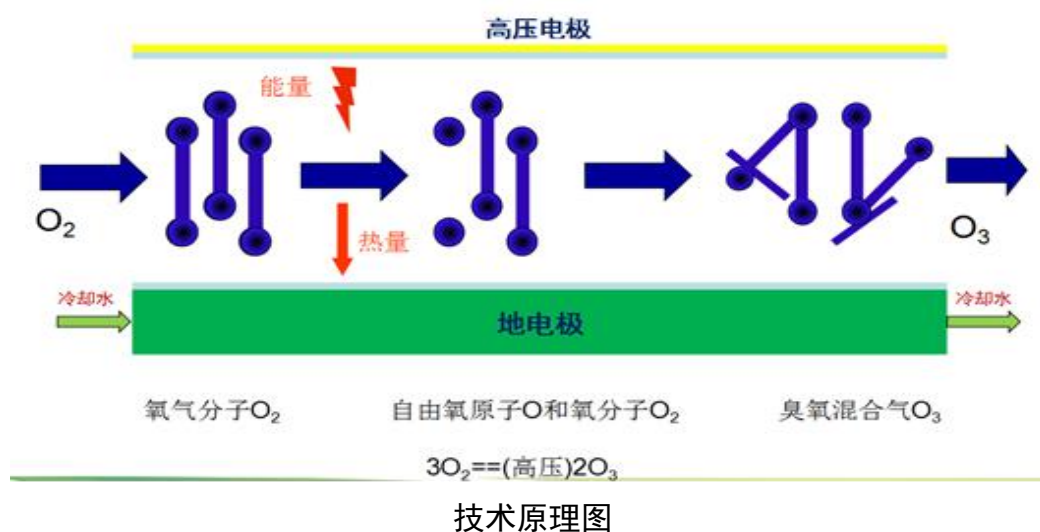 高压电极
能量
O₂
热量
O₃
冷却水
冷却水
地电极
氧气分子O₂
自由氧原子O和氧分子O₂
臭氧混合气O₃
3O₂==(高压)2O₃
技术原理图